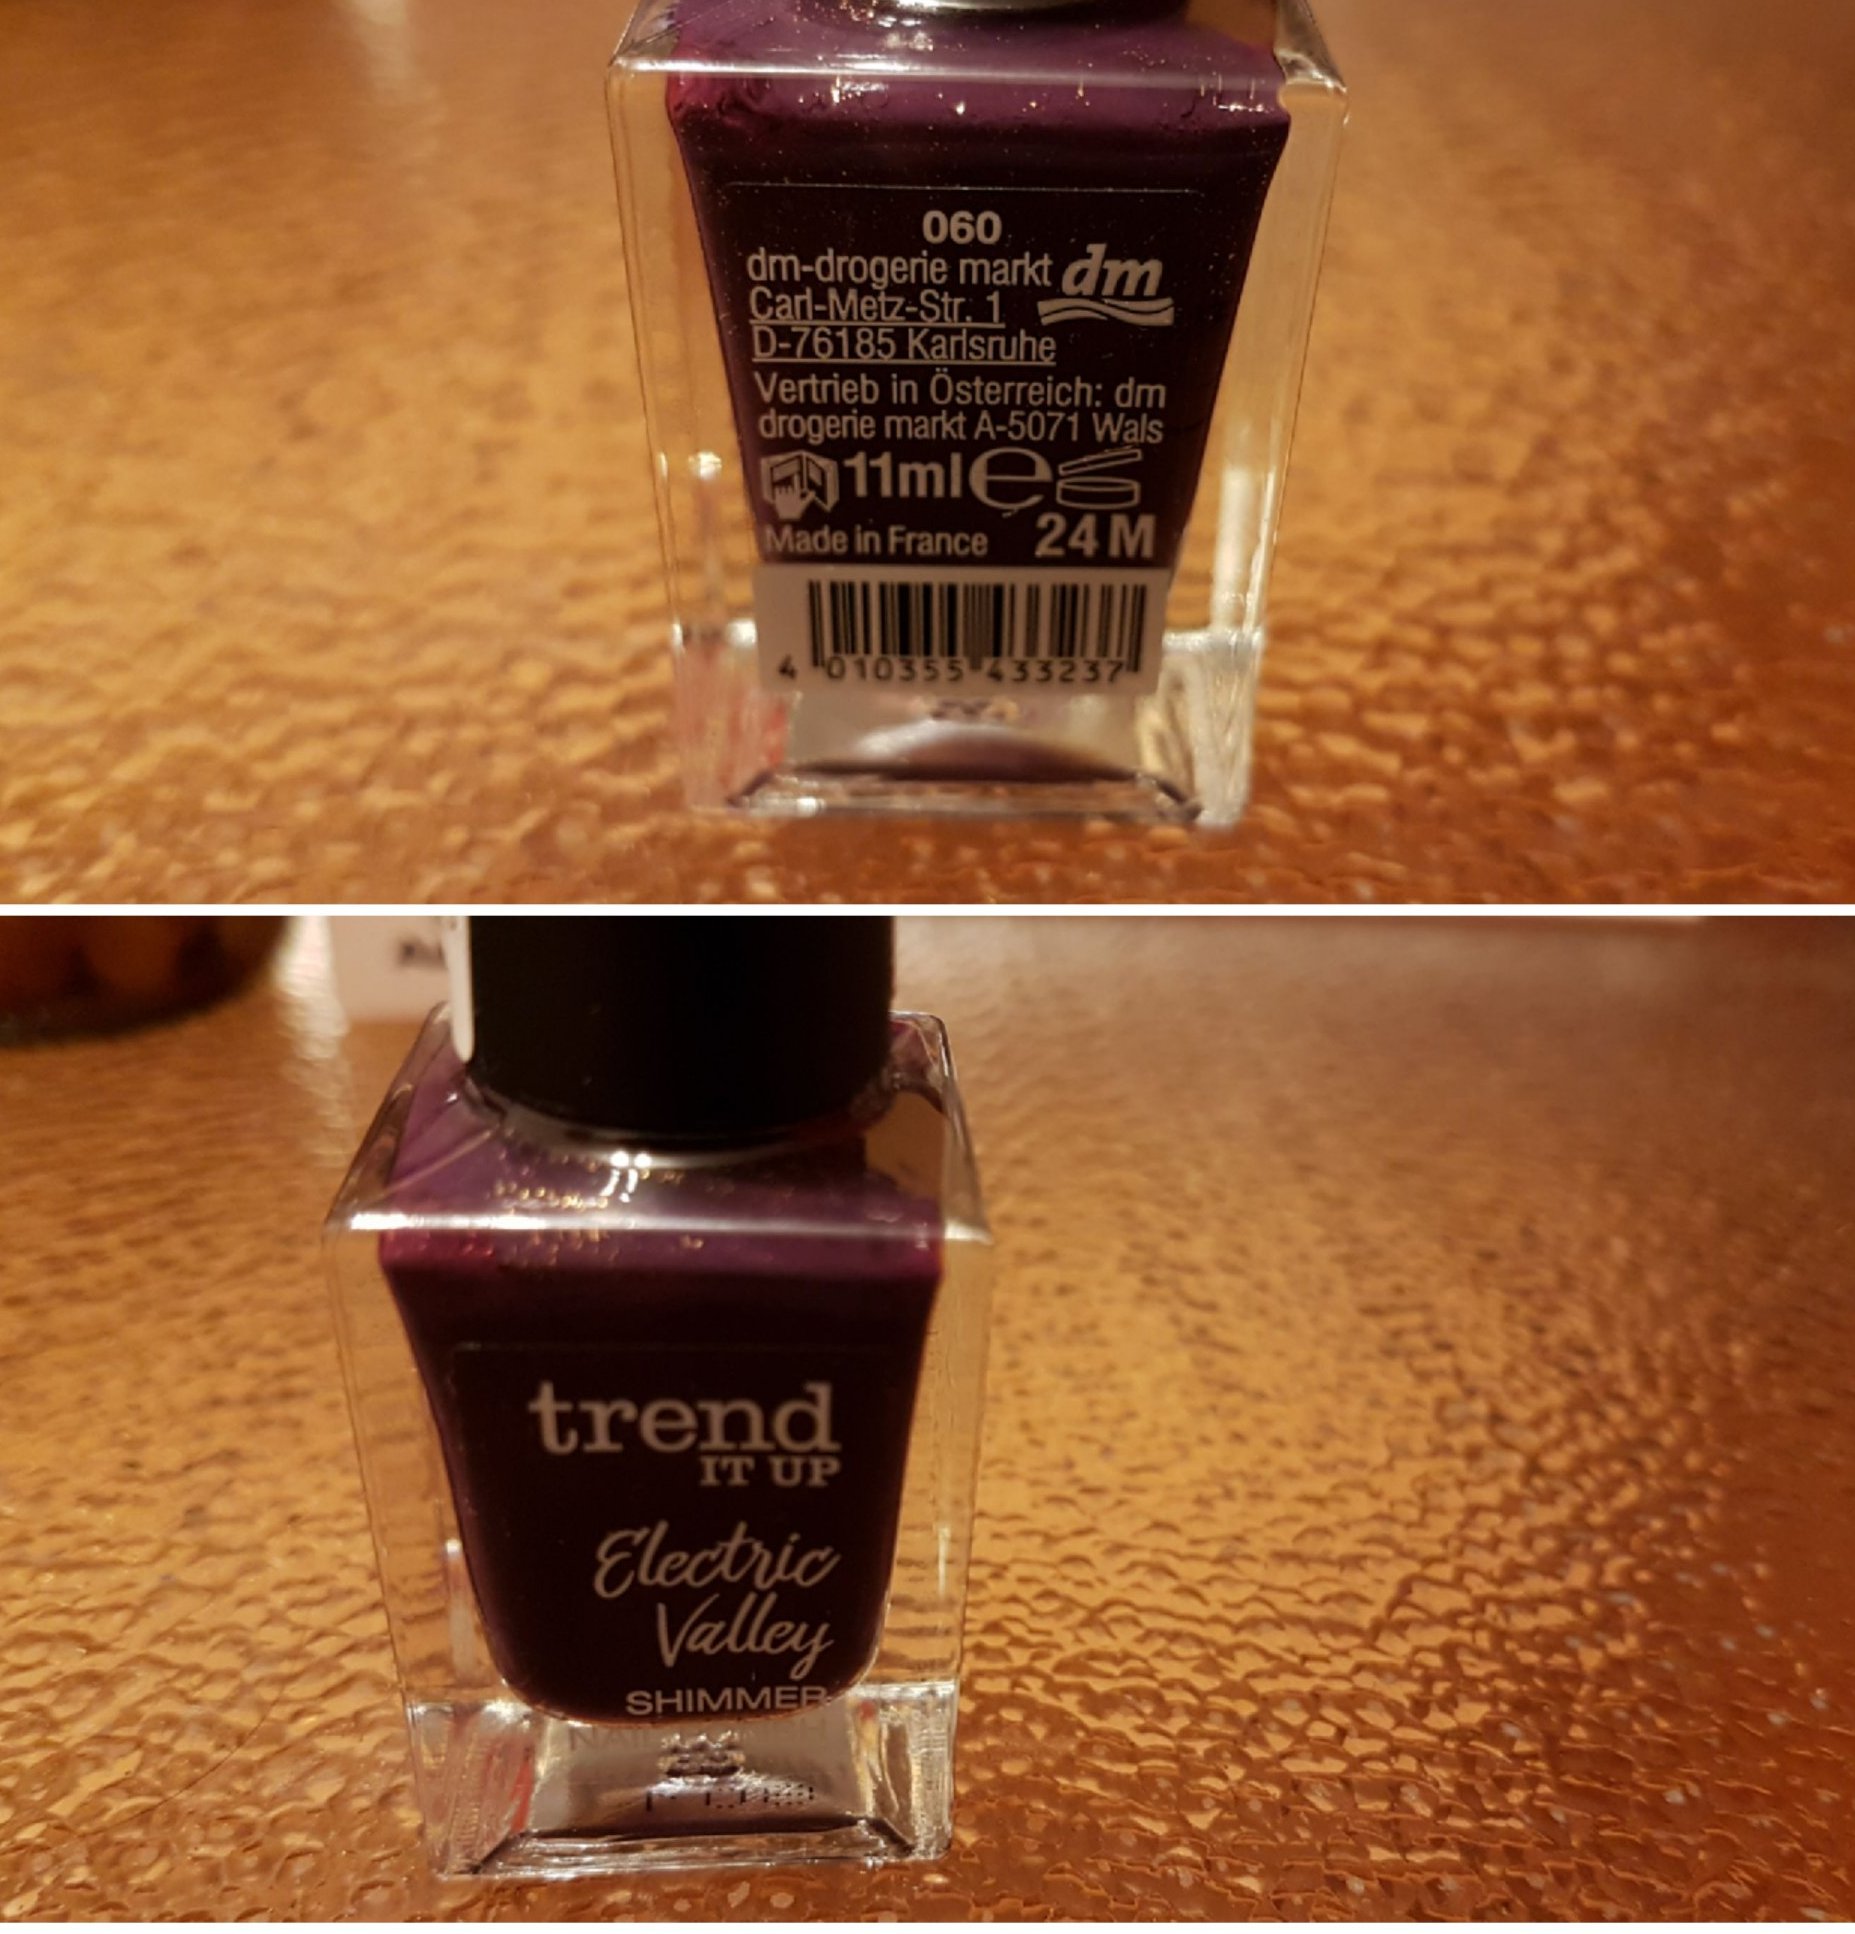 060
dm-drogerie markt dm
Carl-Metz-Str. 1
D-76185 Karlsruhe
Vertrieb in Österreich: dm
drogerie markt A-5071 Wals
11ml e
Made in France 24 M
4 010355 433237
trend
IT UP
Electric
Valley
SHIMMER